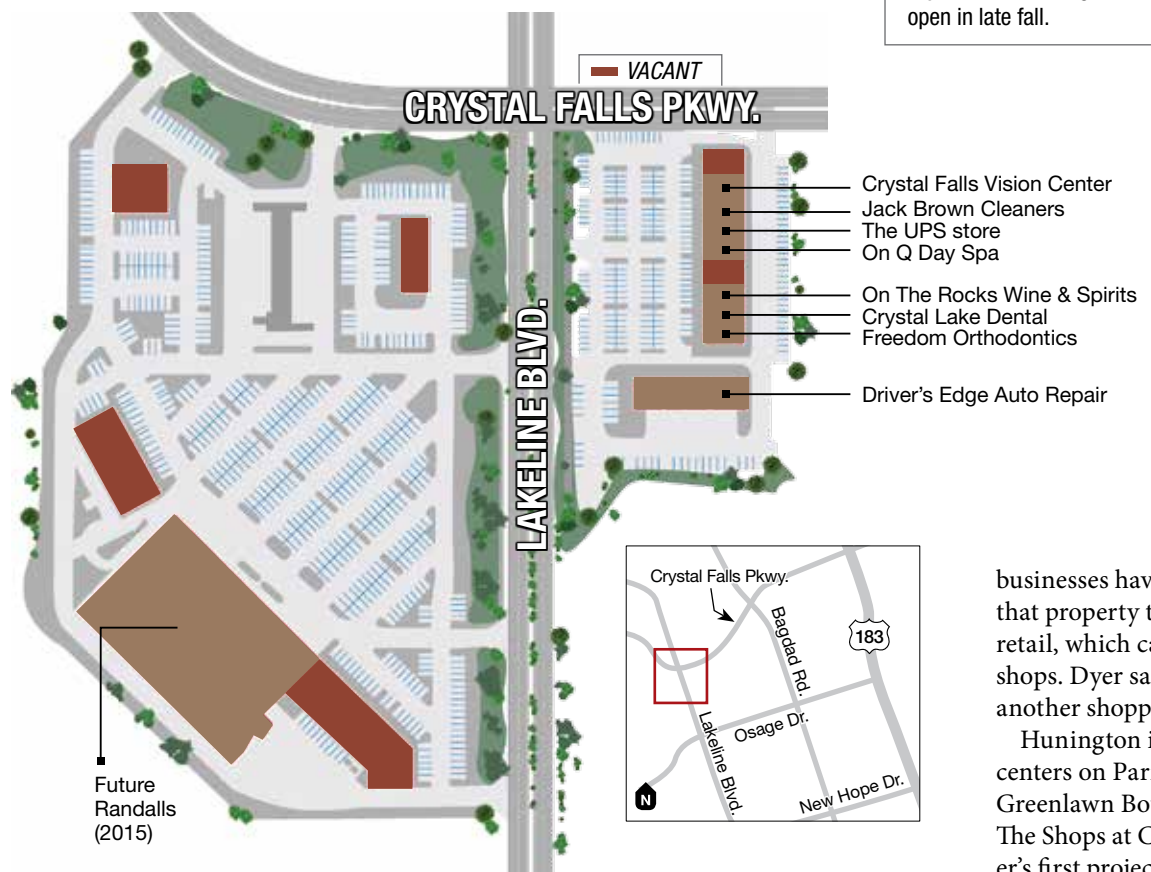 open in late fall.
VACANT
CRYSTAL FALLS PKWY.
LAKELINE BLVD.
Crystal Falls Vision Center
Jack Brown Cleaners
The UPS store
On Q Day Spa
On The Rocks Wine & Spirits
Crystal Lake Dental
Freedom Orthodontics
Driver's Edge Auto Repair
Future
Randalls
(2015)
Crystal Falls Pkwy.
Bagdad Rd.
183
Osage Dr.
Lakeline Blvd.
New Hope Dr.
N
businesses hav
that property t
retail, which ca
shops. Dyer sa
another shopp
Hunington i
centers on Par
Greenlawn Bo
The Shops at C
er's first projec